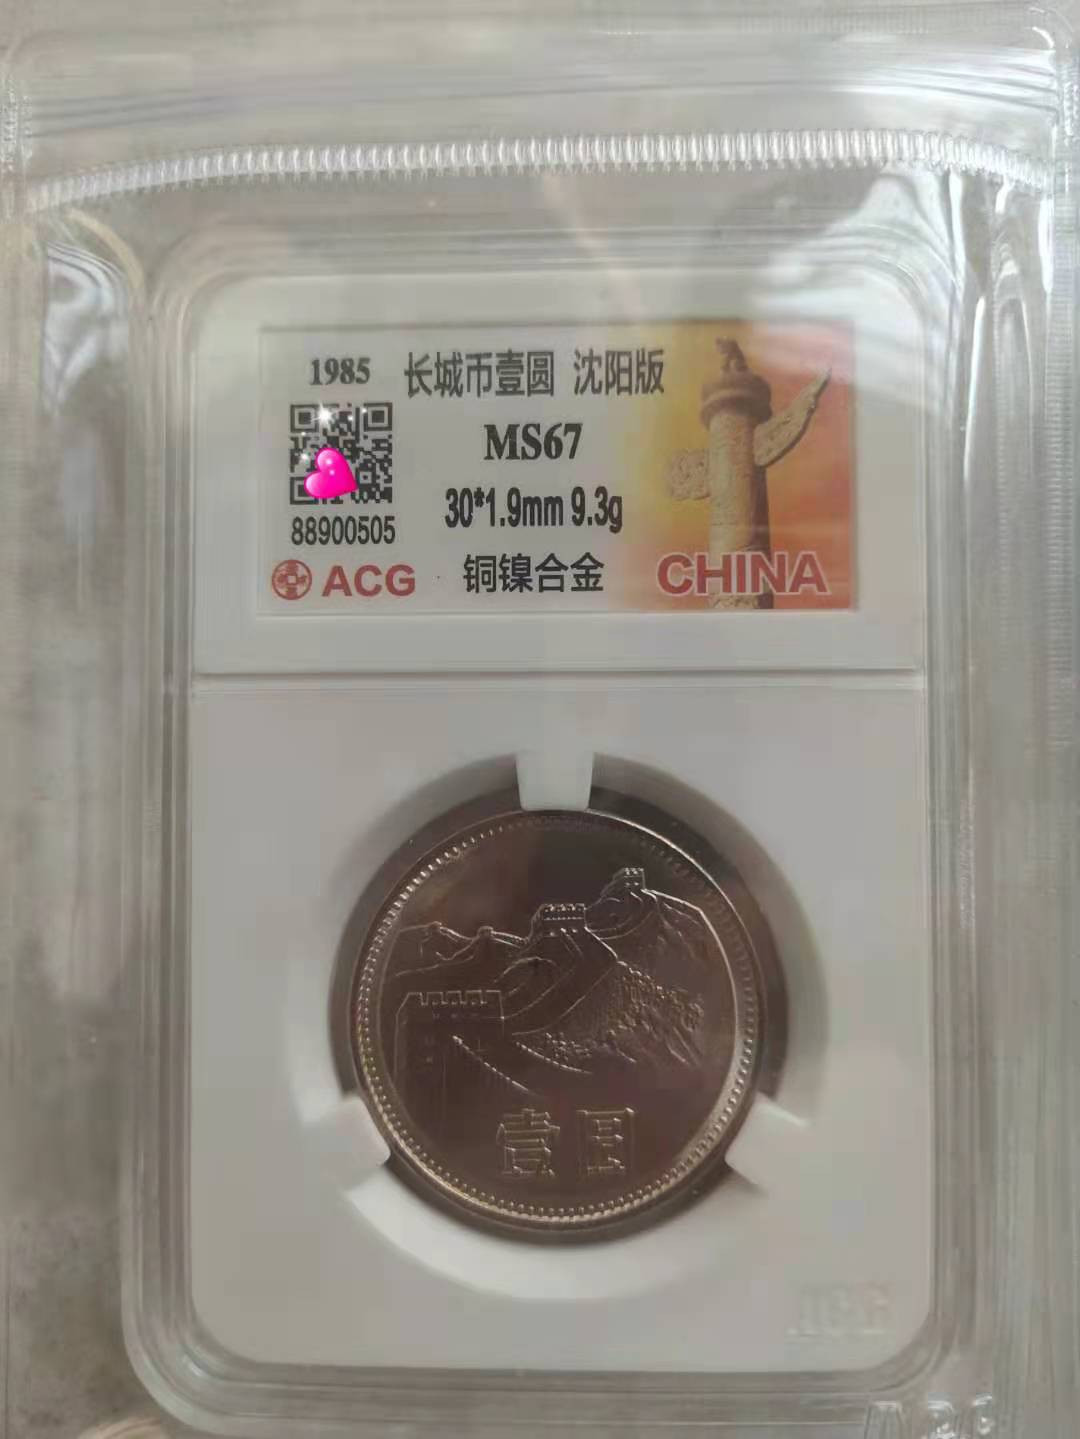 1985 长城币壹圆 沈阳版
MS67
30*1.9mm 9.3g
88900505
ACG 铜镍合金 CHINA
壹圆
ACG